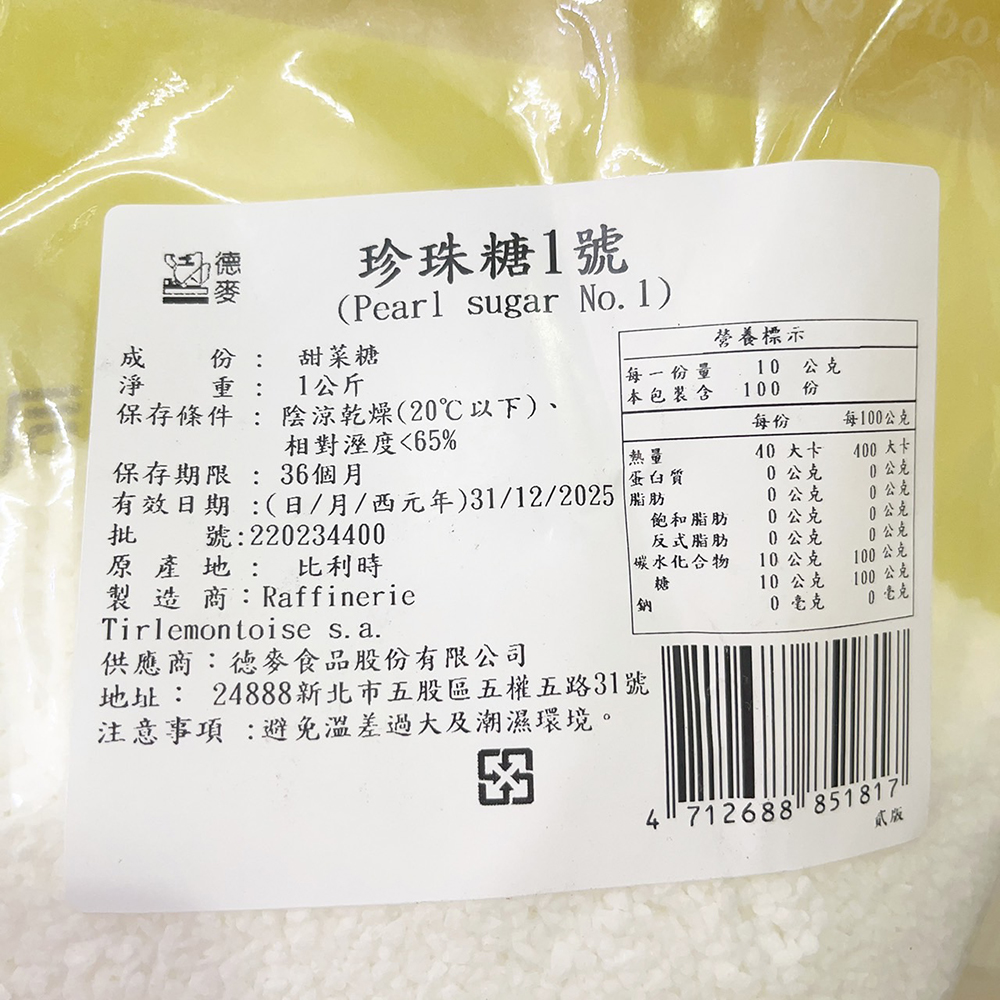 德麥
珍珠糖1號
(Pearl sugar No.1)
成份：甜菜糖
淨重：1公斤
保存條件：陰涼乾燥(20℃以下)、
相對溼度<65%
保存期限：36個月
有效日期:(日/月/西元年)31/12/2025
批號:220234400
原產地：比利時
製造商：Raffinerie
Tirlemontoise s.a.
供應商：德麥食品股份有限公司
地址：24888新北市五股區五權五路31號
注意事項:避免溫差過大及潮濕環境。
營養標示
每一份量 10 公克
本包裝含 100 份
每份 每100公克
熱量 40 大卡 400 大卡
蛋白質 0 公克 0 公克
脂肪 0 公克 0 公克
飽和脂肪 0 公克 0 公克
反式脂肪 0 公克 0 公克
碳水化合物 10 公克 100 公克
糖 10 公克 100 公克
鈉 0 毫克 0 毫克
4 712688 851817
貳版